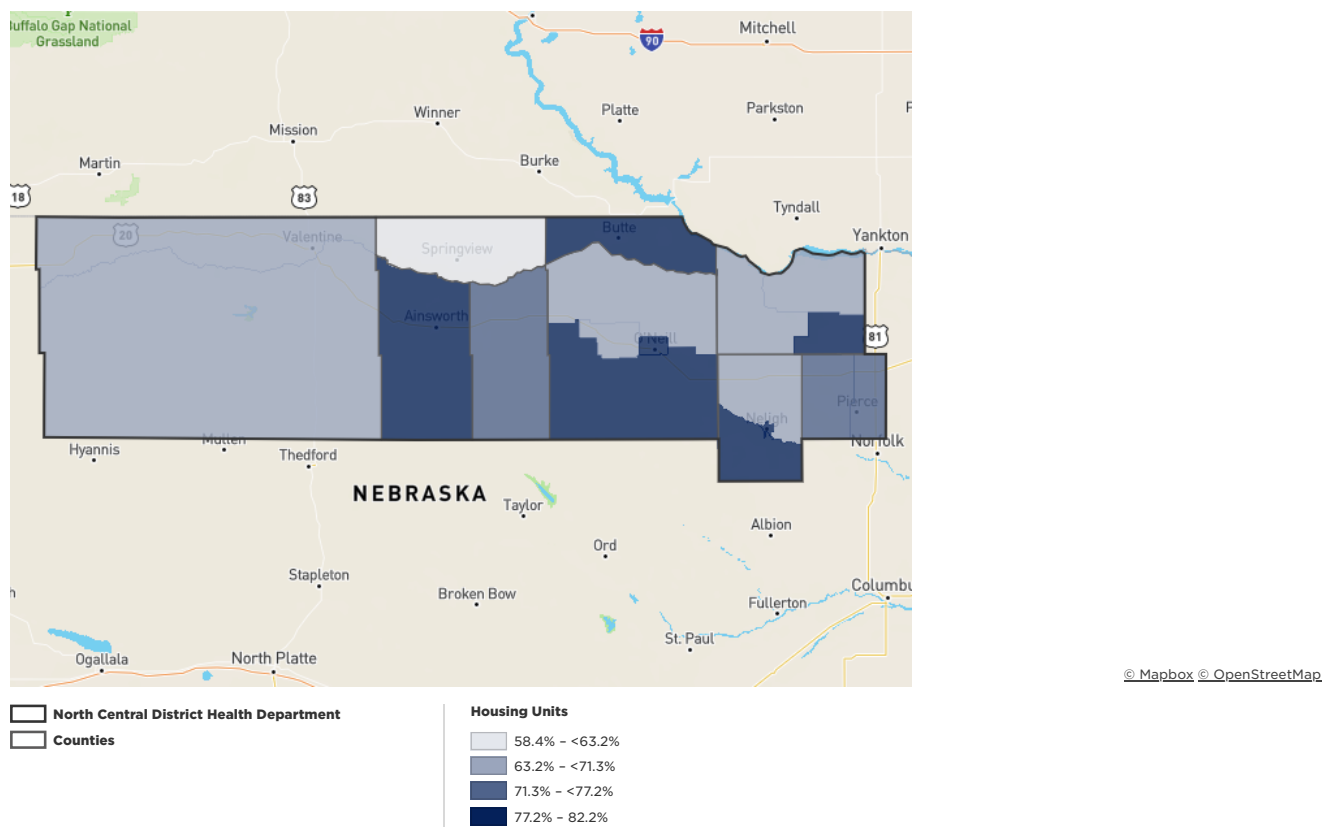 Buffalo Gap National
Grassland
90
Mitchell
Winner
Platte
Parkston
Mission
Martin
Burke
18
83
Tyndall
20
Valentine
Springview
Butte
Yankton
Ainsworth
O'Neill
81
Neligh
Pierce
Hyannis
Mullen
Thedford
Norfolk
NEBRASKA
Taylor
Albion
Ord
Stapleton
Broken Bow
Fullerton
Columbu
St. Paul
Ogallala
North Platte
© Mapbox © OpenStreetMap
North Central District Health Department
Counties
Housing Units
58.4% – <63.2%
63.2% – <71.3%
71.3% – <77.2%
77.2% – 82.2%